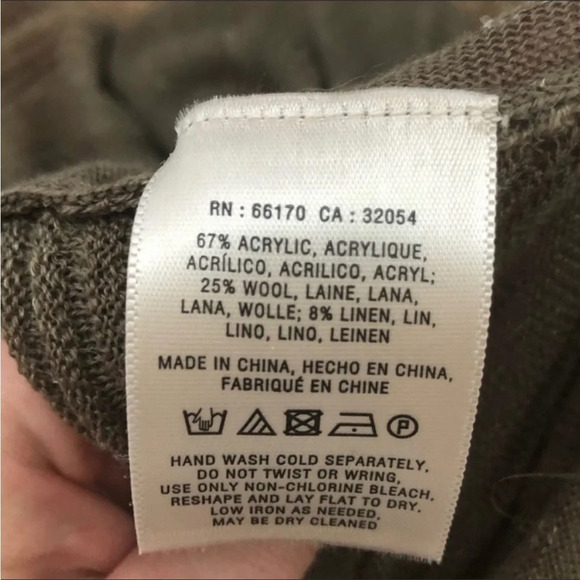 RN : 66170 CA : 32054
67% ACRYLIC, ACRYLIQUE,
ACRÍLICO, ACRILICO, ACRYL;
25% WOOL, LAINE, LANA,
LANA, WOLLE; 8% LINEN, LIN,
LINO, LINO, LEINEN
MADE IN CHINA, HECHO EN CHINA,
FABRIQUÉ EN CHINE
P
HAND WASH COLD SEPARATELY.
DO NOT TWIST OR WRING,
USE ONLY NON-CHLORINE BLEACH.
RESHAPE AND LAY FLAT TO DRY.
LOW IRON AS NEEDED.
MAY BE DRY CLEANED